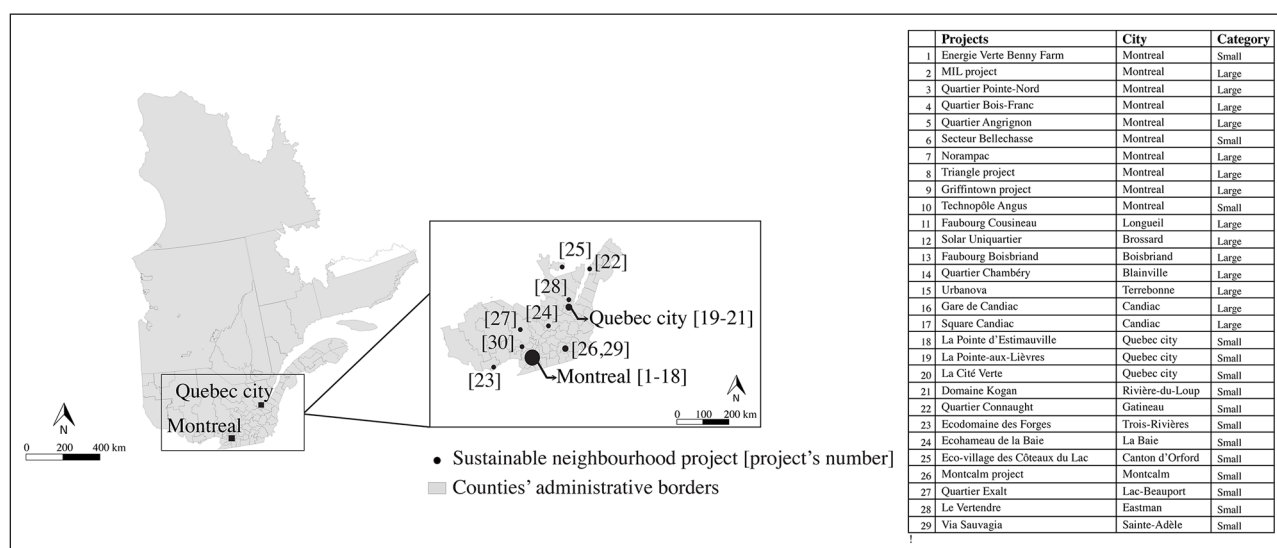 Quebec city
Montreal
N
0 200 400 km
[25]
[22]
[28]
Quebec city [19-21]
[24]
[27]
[30]
[26,29]
Montreal [1-18]
[23]
N
0 100 200 km
Sustainable neighbourhood project [project's number]
Counties' administrative borders
Projects City Category
1 Energie Verte Benny Farm Montreal Small
2 MIL project Montreal Large
3 Quartier Pointe-Nord Montreal Large
4 Quartier Bois-Franc Montreal Large
5 Quartier Angrignon Montreal Large
6 Secteur Bellechasse Montreal Small
7 Norampac Montreal Large
8 Triangle project Montreal Large
9 Griffintown project Montreal Large
10 Technopôle Angus Montreal Small
11 Faubourg Cousineau Longueil Large
12 Solar Uniquartier Brossard Large
13 Faubourg Boisbriand Boisbriand Large
14 Quartier Chambéry Blainville Large
15 Urbanova Terrebonne Large
16 Gare de Candiac Candiac Large
17 Square Candiac Candiac Large
18 La Pointe d'Estimauville Quebec city Small
19 La Pointe-aux-Lièvres Quebec city Small
20 La Cité Verte Quebec city Small
21 Domaine Kogan Rivière-du-Loup Small
22 Quartier Connaught Gatineau Small
23 Ecodomaine des Forges Trois-Rivières Small
24 Ecohameau de la Baie La Baie Small
25 Eco-village des Côteaux du Lac Canton d'Orford Small
26 Montcalm project Montcalm Small
27 Quartier Exalt Lac-Beauport Small
28 Le Vertendre Eastman Small
29 Via Sauvagia Sainte-Adèle Small
!